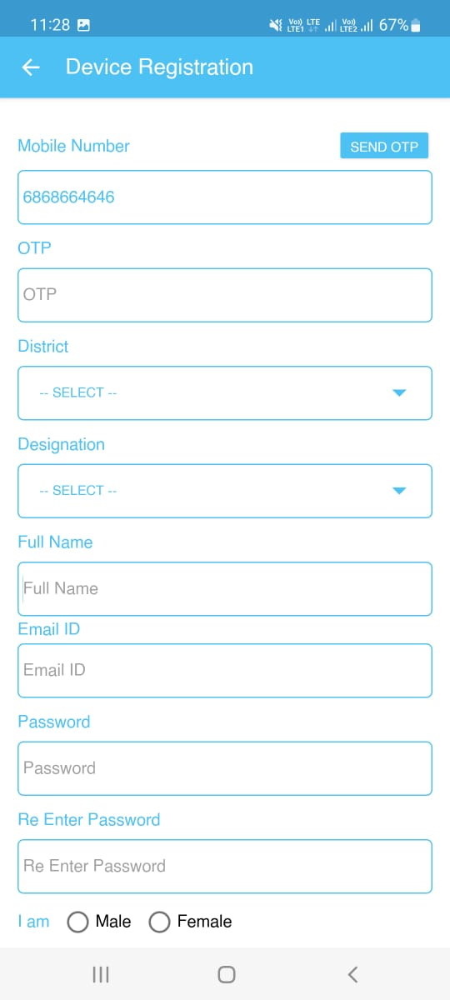 11:28
Vo)) LTE
LTE1
Vo))
LTE2
67%
Device Registration
Mobile Number
SEND OTP
6868664646
OTP
OTP
District
-- SELECT --
Designation
-- SELECT --
Full Name
Full Name
Email ID
Email ID
Password
Password
Re Enter Password
Re Enter Password
I am Male Female